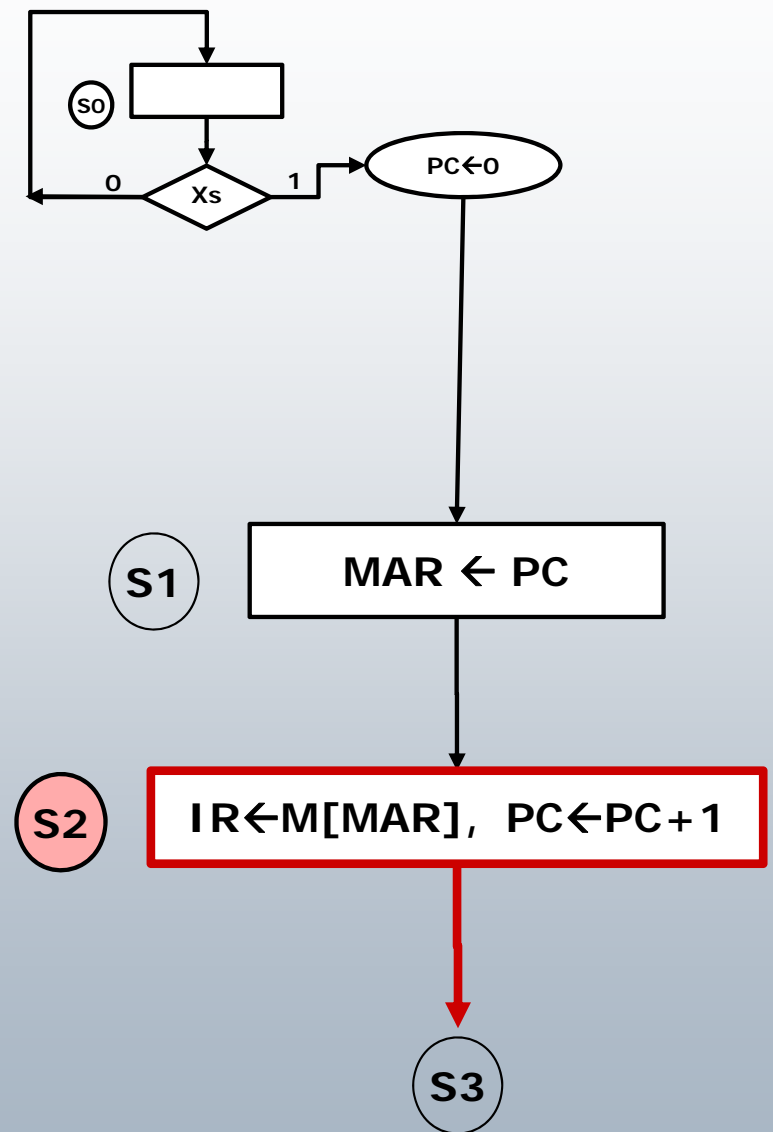 S0
PC←0
0
Xs
1
S1
MAR ← PC
S2
IR←M[MAR], PC←PC+1
S3